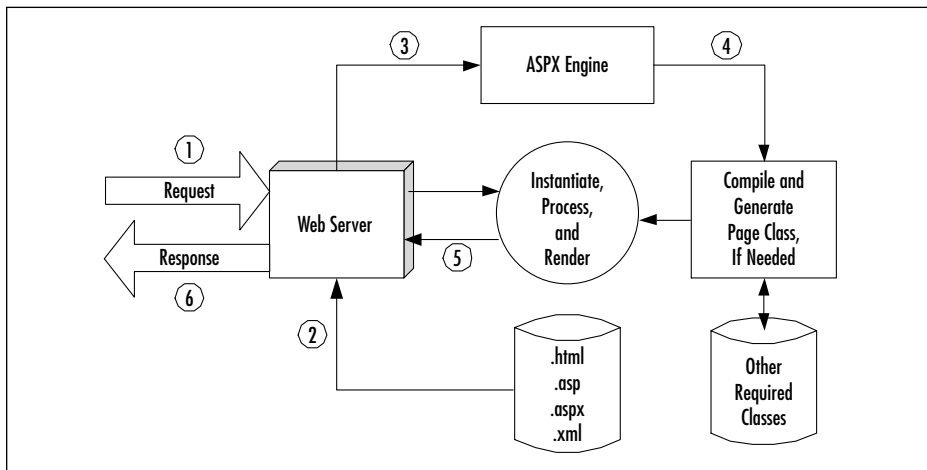 3
ASPX Engine
4
1
Request
Web Server
Instantiate,
Process,
and
Render
Compile and
Generate
Page Class,
If Needed
Response
5
6
2
.html
.asp
.aspx
.xml
Other
Required
Classes